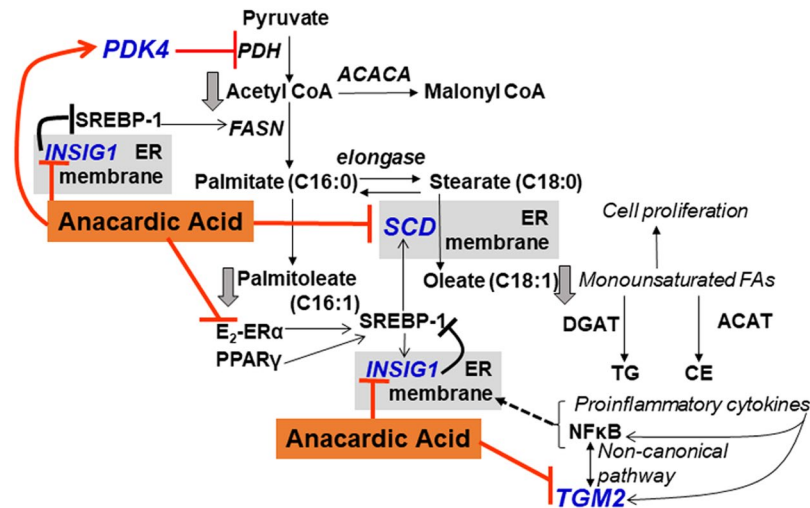 Pyruvate
PDK4
PDH
ACACA
Acetyl CoA
Malonyl CoA
SREBP-1
FASN
INSIG1 ER
membrane
elongase
Palmitate (C16:0)
Stearate (C18:0)
Anacardic Acid
SCD
ER
membrane
Cell proliferation
Palmitoleate
(C16:1)
Oleate (C18:1)
Monounsaturated FAs
E₂-ERα
SREBP-1
DGAT
ACAT
PPARγ
INSIG1 ER
membrane
TG
CE
Proinflammatory cytokines
Anacardic Acid
NFκB
Non-canonical
pathway
TGM2